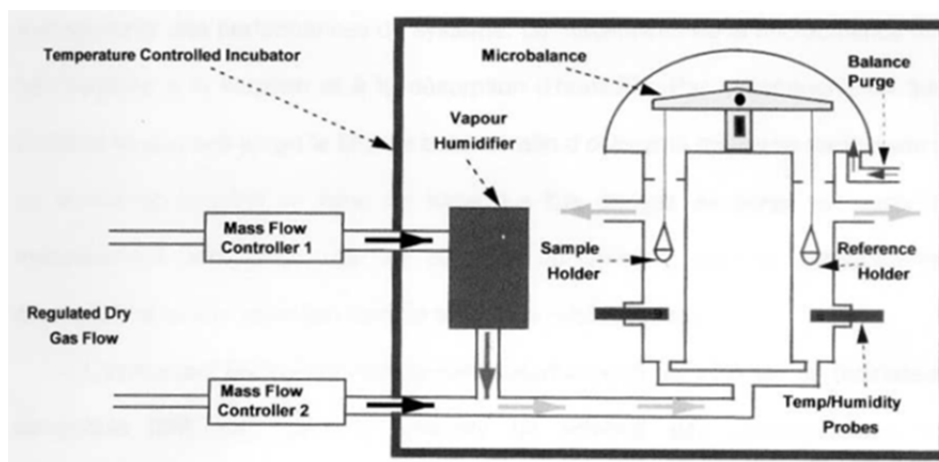 Temperature Controlled Incubator
Microbalance
Balance
Purge
Vapour
Humidifier
Mass Flow
Controller 1
Sample
Holder
Reference
Holder
Regulated Dry
Gas Flow
Mass Flow
Controller 2
Temp/Humidity
Probes